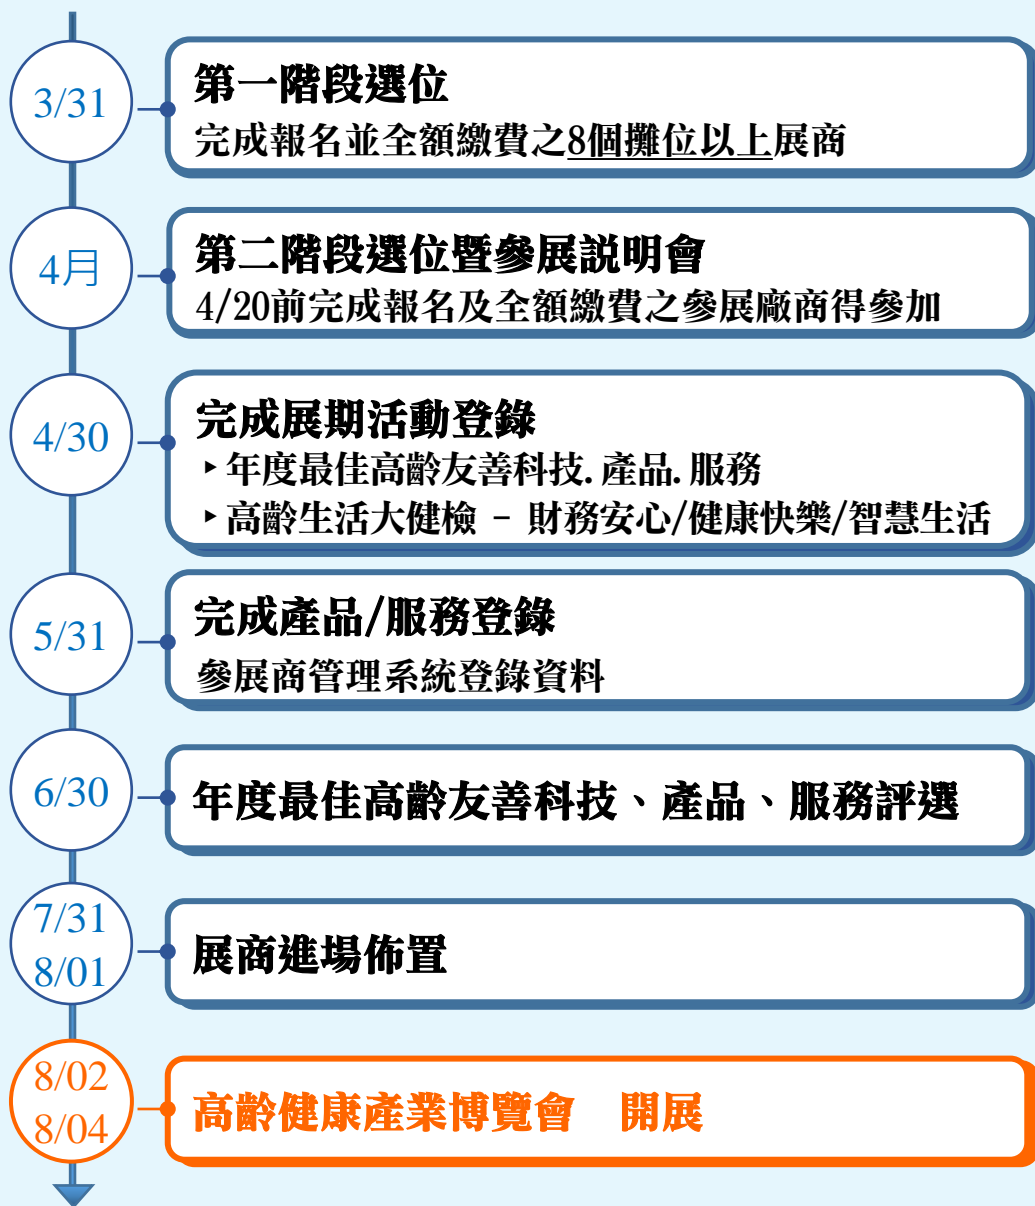 3/31
第一階段選位
完成報名並全額繳費之8個攤位以上展商
4月
第二階段選位暨參展說明會
4/20前完成報名及全額繳費之參展廠商得參加
4/30
完成展期活動登錄
▸年度最佳高齡友善科技.產品.服務
▸高齡生活大健檢 – 財務安心/健康快樂/智慧生活
5/31
完成產品/服務登錄
參展商管理系統登錄資料
6/30
年度最佳高齡友善科技、產品、服務評選
7/31
8/01
展商進場佈置
8/02
8/04
高齡健康產業博覽會　開展